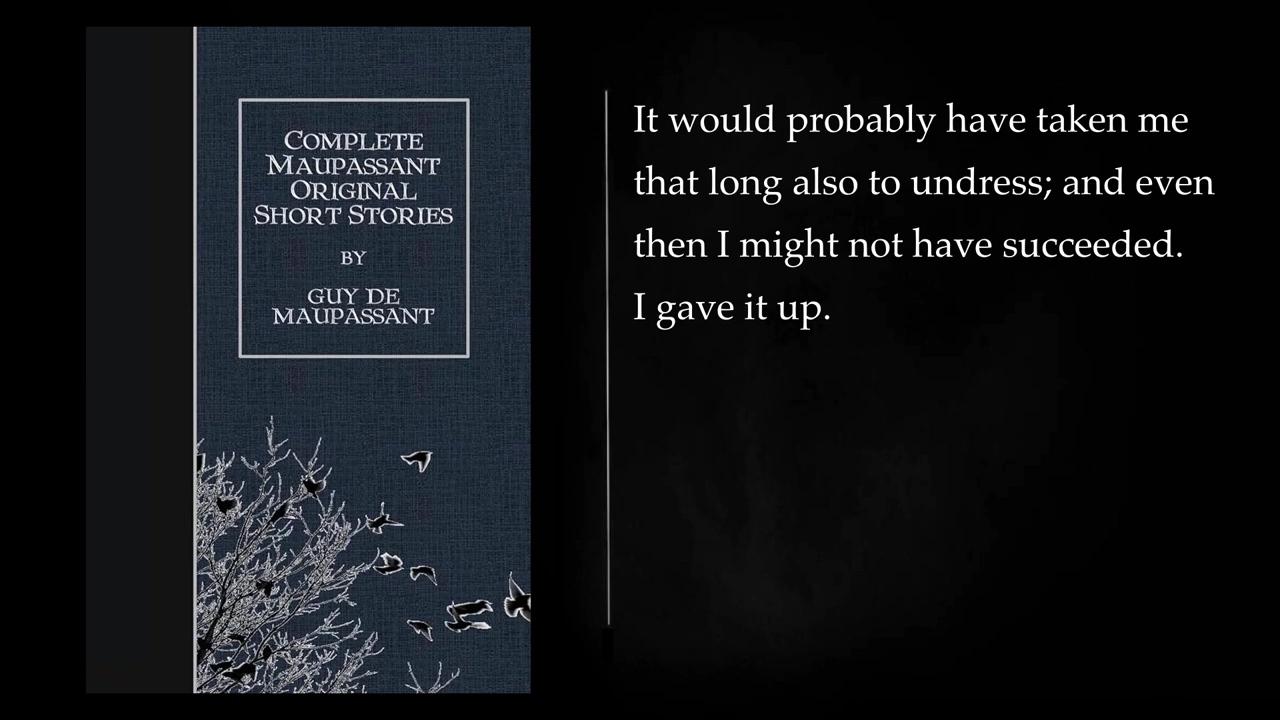 COMPLETE
MAUPASSANT
ORIGINAL
SHORT STORIES
BY
GUY DE
MAUPASSANT
It would probably have taken me
that long also to undress; and even
then I might not have succeeded.
I gave it up.